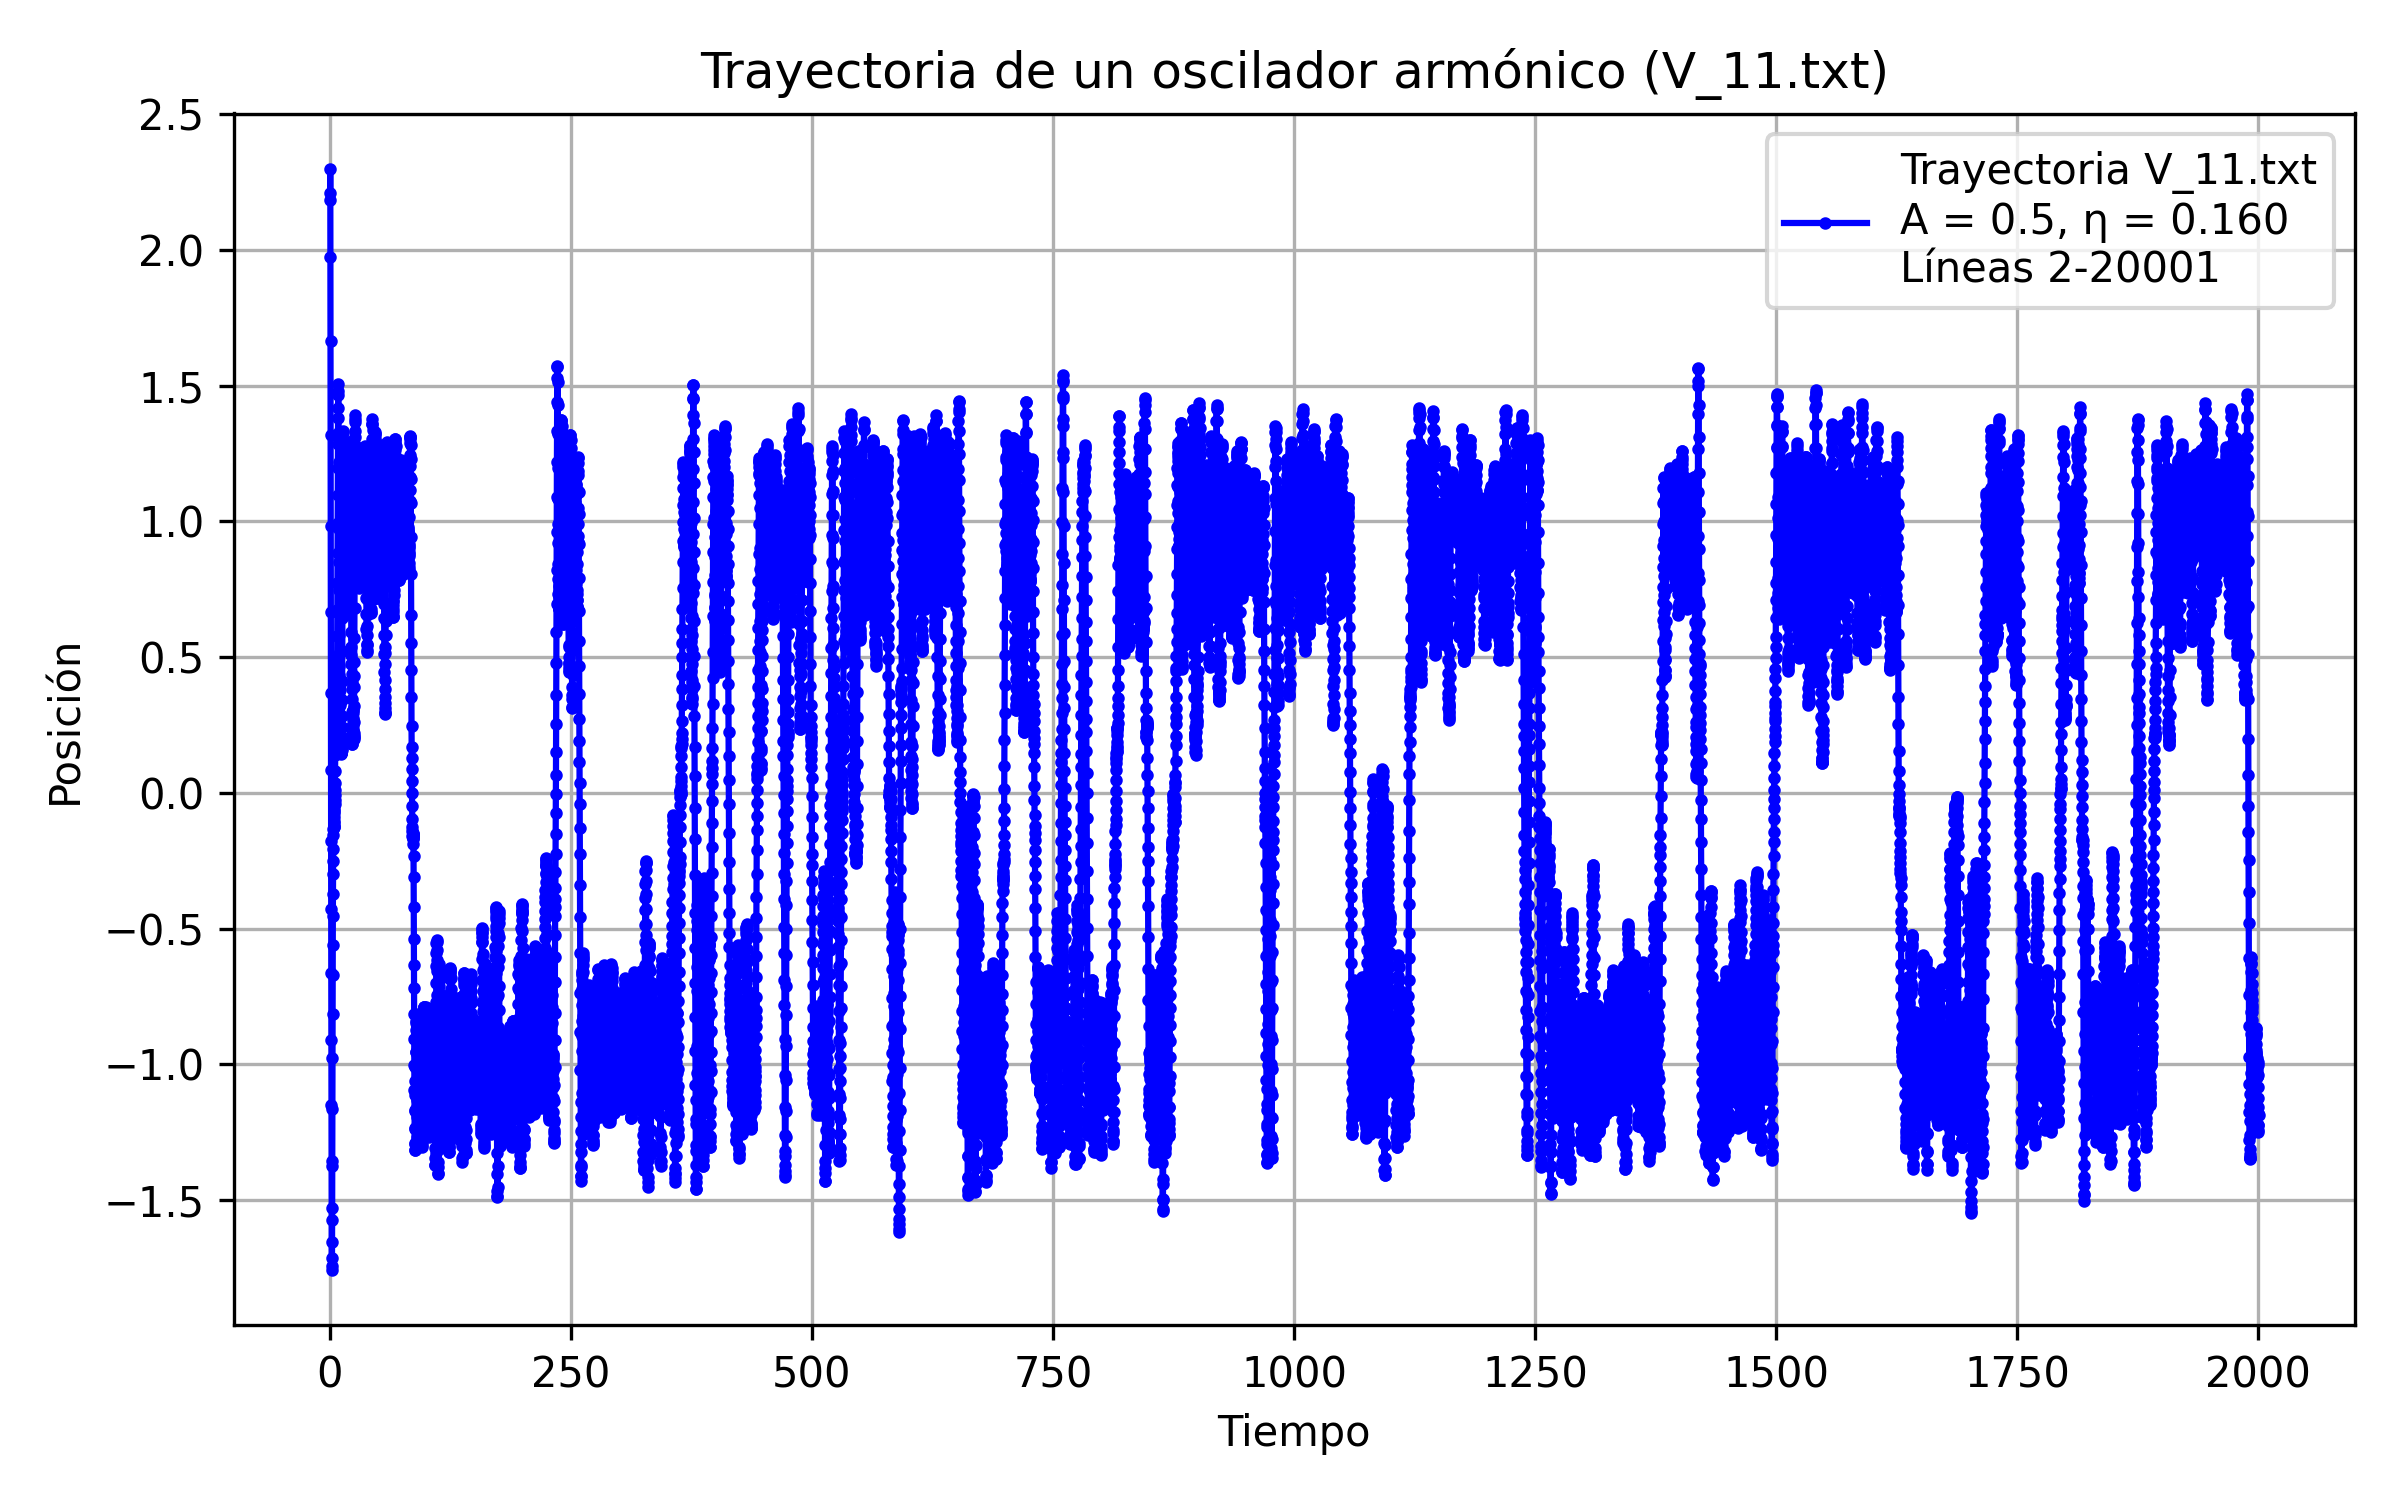 Trayectoria de un oscilador armónico (V_11.txt)
Trayectoria V_11.txt
A = 0.5, η = 0.160
Líneas 2-20001
Posición
2.5
2.0
1.5
1.0
0.5
0.0
−0.5
−1.0
−1.5
0 250 500 750 1000 1250 1500 1750 2000
Tiempo